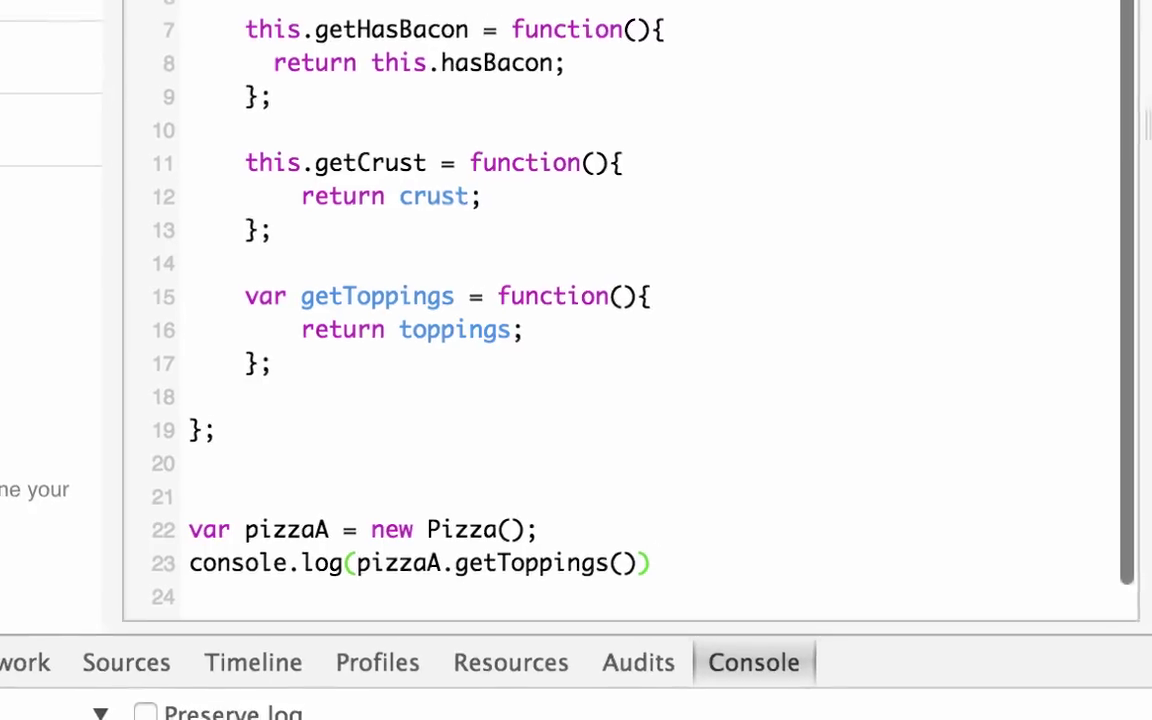 7 this.getHasBacon = function(){
8 return this.hasBacon;
9 };
10
11 this.getCrust = function(){
12 return crust;
13 };
14
15 var getToppings = function(){
16 return toppings;
17 };
18
19 };
20
ne your
21
22 var pizzaA = new Pizza();
23 console.log(pizzaA.getToppings())
24
work Sources Timeline Profiles Resources Audits Console
▼ Preserve log